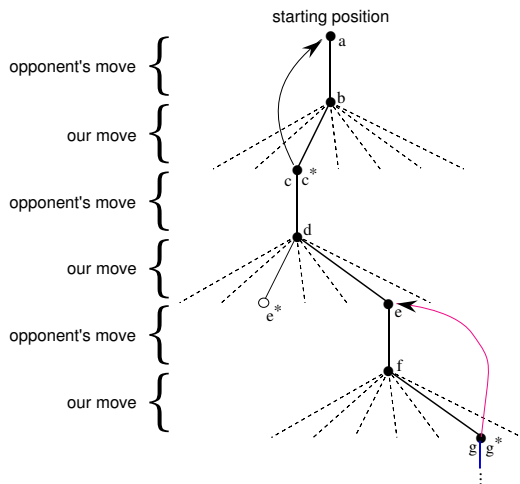 starting position
a
opponent's move
b
our move
c c*
opponent's move
d
our move
e* e
opponent's move
f
our move
g g*